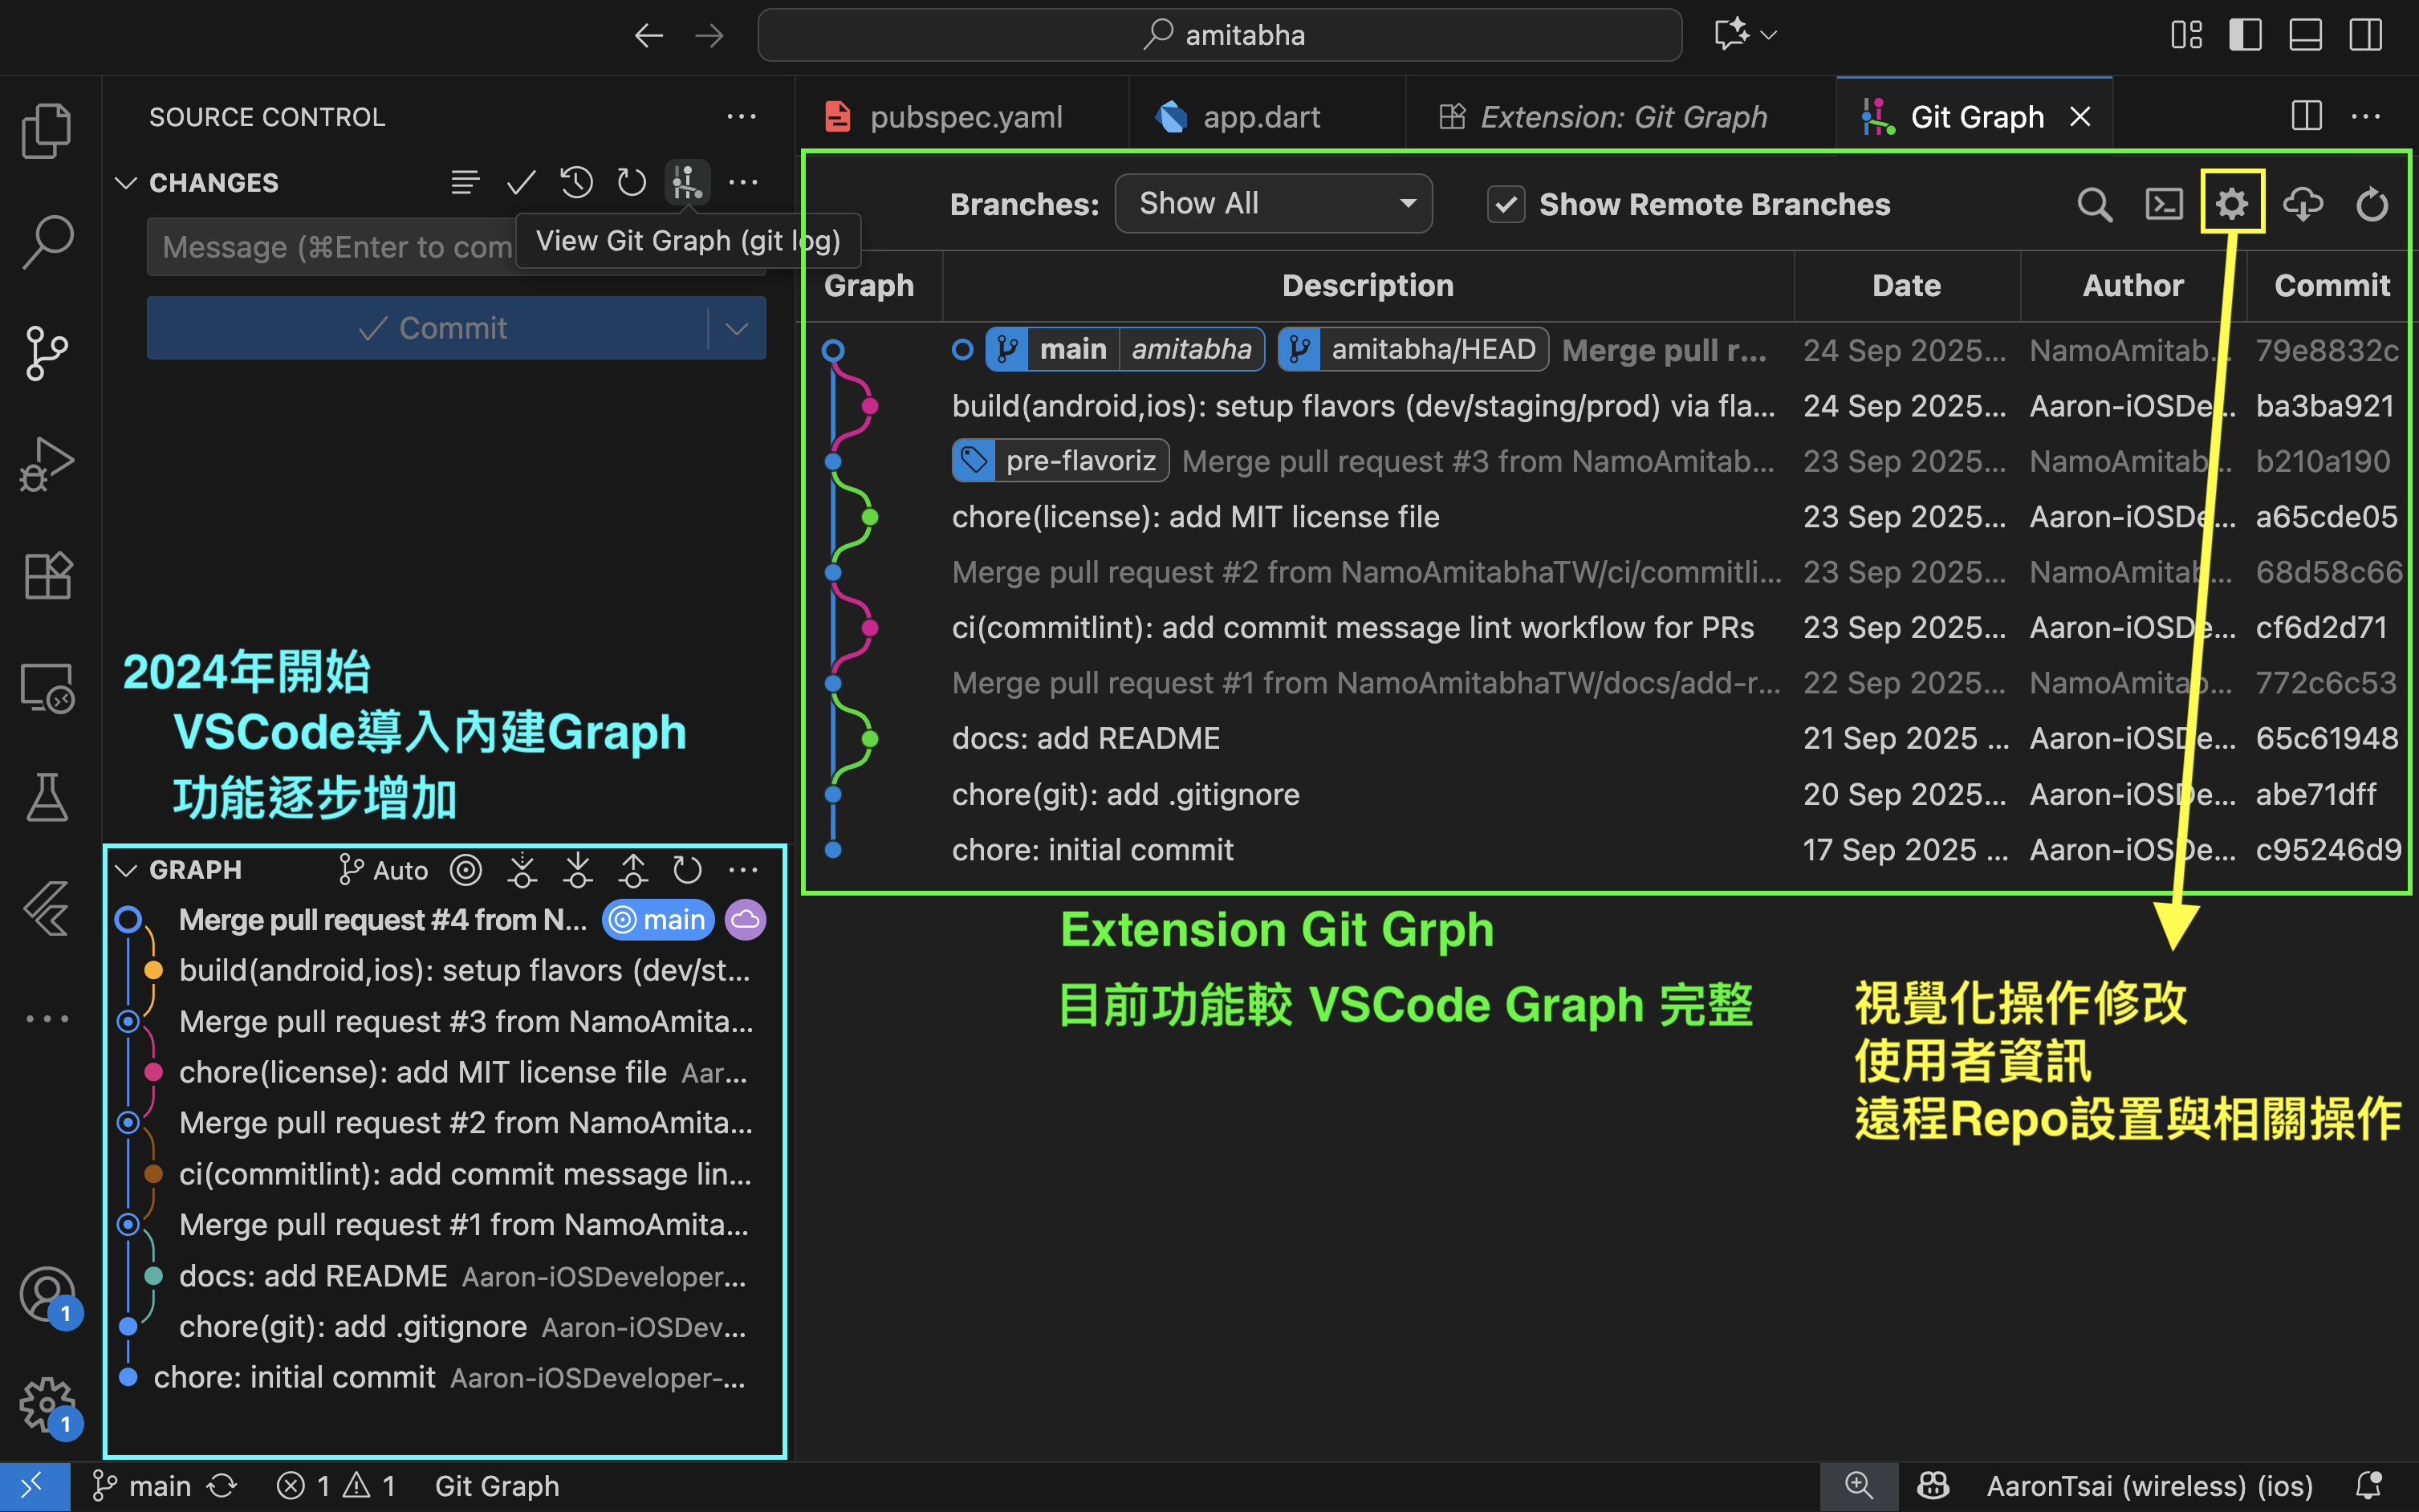 amitabha
SOURCE CONTROL
CHANGES
Message (⌘Enter to com
View Git Graph (git log)
Commit
2024年開始
VSCode導入內建Graph
功能逐步增加
GRAPH
Auto
Merge pull request #4 from N...
main
build(android,ios): setup flavors (dev/st...
Merge pull request #3 from NamoAmita...
chore(license): add MIT license file Aar...
Merge pull request #2 from NamoAmita...
ci(commitlint): add commit message lin...
Merge pull request #1 from NamoAmita...
docs: add README Aaron-iOSDeveloper...
chore(git): add .gitignore Aaron-iOSDev...
chore: initial commit Aaron-iOSDeveloper-...
1
1
pubspec.yaml
app.dart
Extension: Git Graph
Git Graph
Branches: Show All
Show Remote Branches
Graph Description Date Author Commit
main amitabha amitabha/HEAD Merge pull r... 24 Sep 2025... NamoAmitab... 79e8832c
build(android,ios): setup flavors (dev/staging/prod) via fla... 24 Sep 2025... Aaron-iOSDe... ba3ba921
pre-flavoriz Merge pull request #3 from NamoAmitab... 23 Sep 2025... NamoAmitab... b210a190
chore(license): add MIT license file 23 Sep 2025... Aaron-iOSDe... a65cde05
Merge pull request #2 from NamoAmitabhaTW/ci/commitli... 23 Sep 2025... NamoAmitab... 68d58c66
ci(commitlint): add commit message lint workflow for PRs 23 Sep 2025... Aaron-iOSDe... cf6d2d71
Merge pull request #1 from NamoAmitabhaTW/docs/add-r... 22 Sep 2025... NamoAmitab... 772c6c53
docs: add README 21 Sep 2025 ... Aaron-iOSDe... 65c61948
chore(git): add .gitignore 20 Sep 2025... Aaron-iOSDe... abe71dff
chore: initial commit 17 Sep 2025 ... Aaron-iOSDe... c95246d9
Extension Git Grph
目前功能較 VSCode Graph 完整
視覺化操作修改
使用者資訊
遠程Repo設置與相關操作
main 1 1 Git Graph
AaronTsai (wireless) (ios)